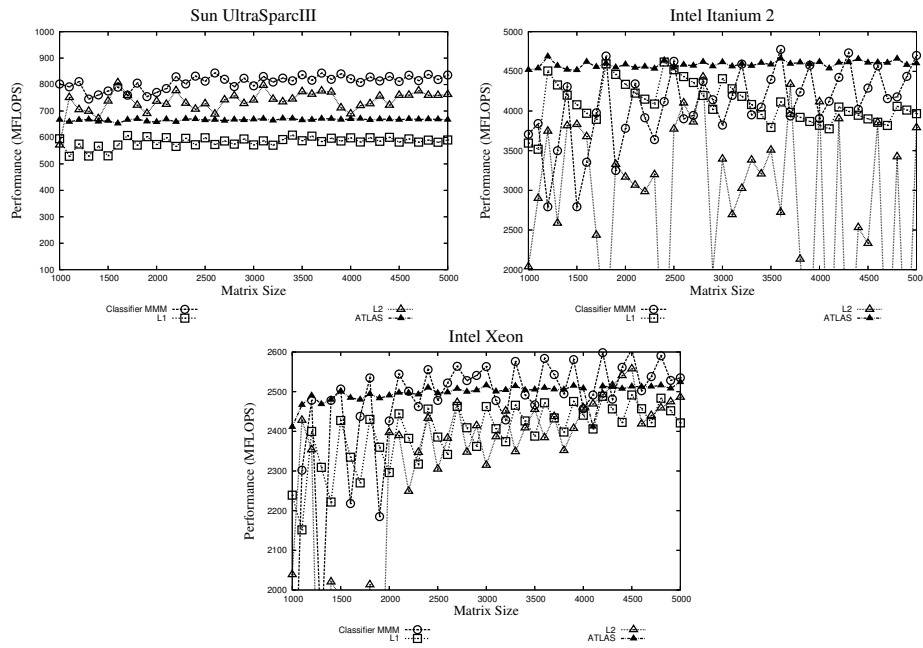 Sun UltraSparcIII
Performance (MFLOPS)
1000
900
800
700
600
500
400
300
200
100
1000 1500 2000 2500 3000 3500 4000 4500 5000
Matrix Size
Classifier MMM
L1
L2
ATLAS
Intel Itanium 2
Performance (MFLOPS)
5000
4500
4000
3500
3000
2500
2000
1000 1500 2000 2500 3000 3500 4000 4500 5000
Matrix Size
Classifier MMM
L1
L2
ATLAS
Intel Xeon
Performance (MFLOPS)
2600
2500
2400
2300
2200
2100
2000
1000 1500 2000 2500 3000 3500 4000 4500 5000
Matrix Size
Classifier MMM
L1
L2
ATLAS